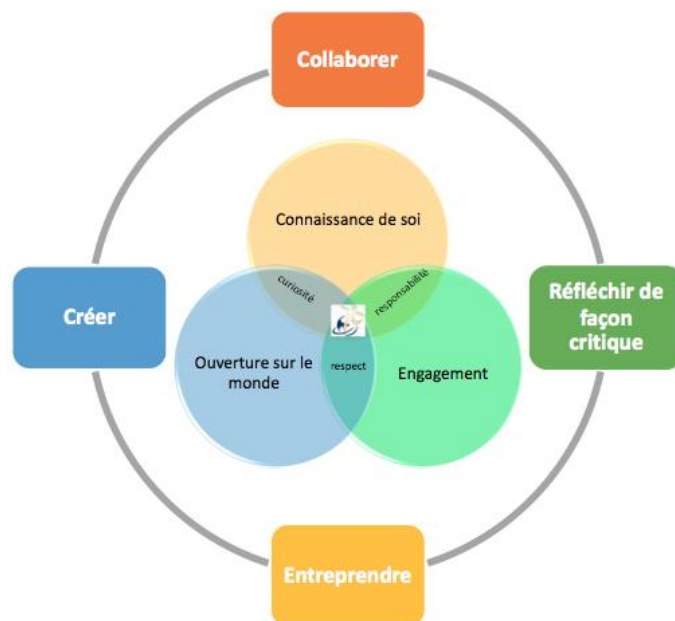 Collaborer
Connaissance de soi
curiosité
responsabilité
Créer
Réfléchir de
façon
critique
Ouverture sur le
monde
respect
Engagement
Entreprendre